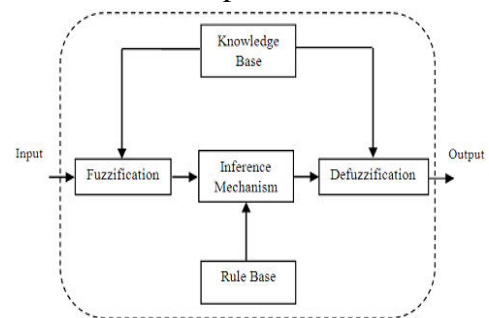 Knowledge
Base
Input
Fuzzification
Inference
Mechanism
Defuzzification
Output
Rule Base